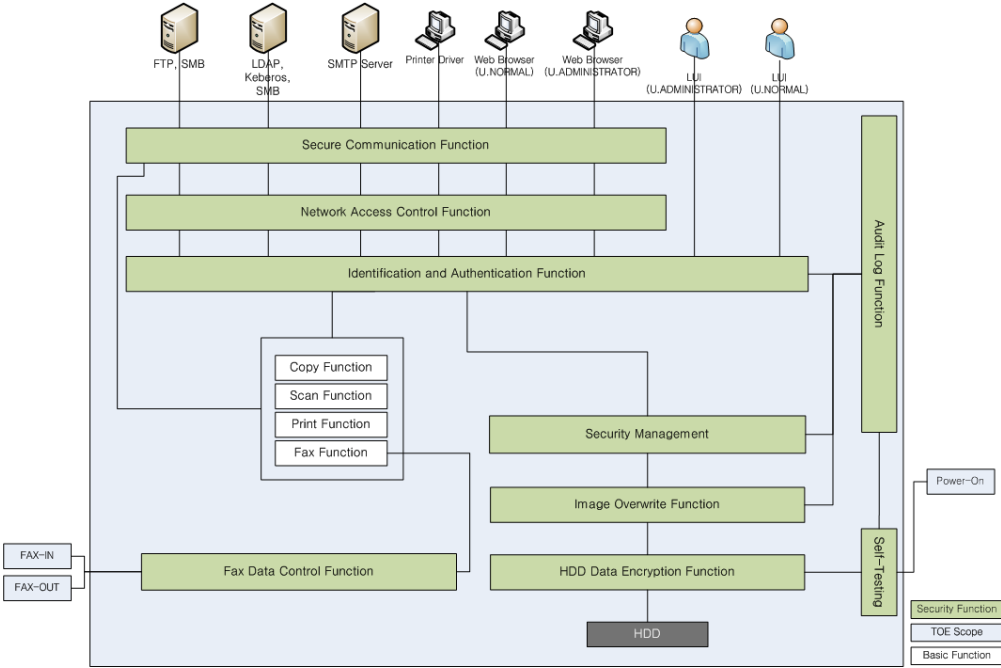 FTP, SMB
LDAP,
Keberos,
SMB
SMTP Server
Printer Driver
Web Browser
(U.NORMAL)
Web Browser
(U.ADMINISTRATOR)
LUI
(U.ADMINISTRATOR)
LUI
(U.NORMAL)
Secure Communication Function
Network Access Control Function
Identification and Authentication Function
Audit Log Function
Copy Function
Scan Function
Print Function
Fax Function
Security Management
Image Overwrite Function
Power-On
FAX-IN
FAX-OUT
Fax Data Control Function
HDD Data Encryption Function
Self-Testing
HDD
Security Function
TOE Scope
Basic Function